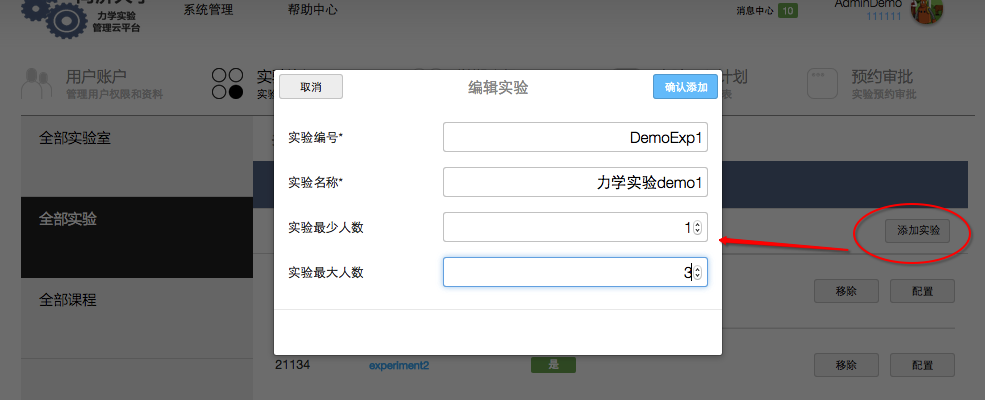 力学实验
管理云平台
系统管理
帮助中心
消息中心 10
AdminDemo
111111
用户账户
管理用户权限和资料
计划
预约审批
实验预约审批
取消
编辑实验
确认添加
全部实验室
全部实验
全部课程
实验编号*
DemoExp1
实验名称*
力学实验demo1
实验最少人数
1
实验最大人数
3
添加实验
移除
配置
21134
experiment2
是
移除
配置